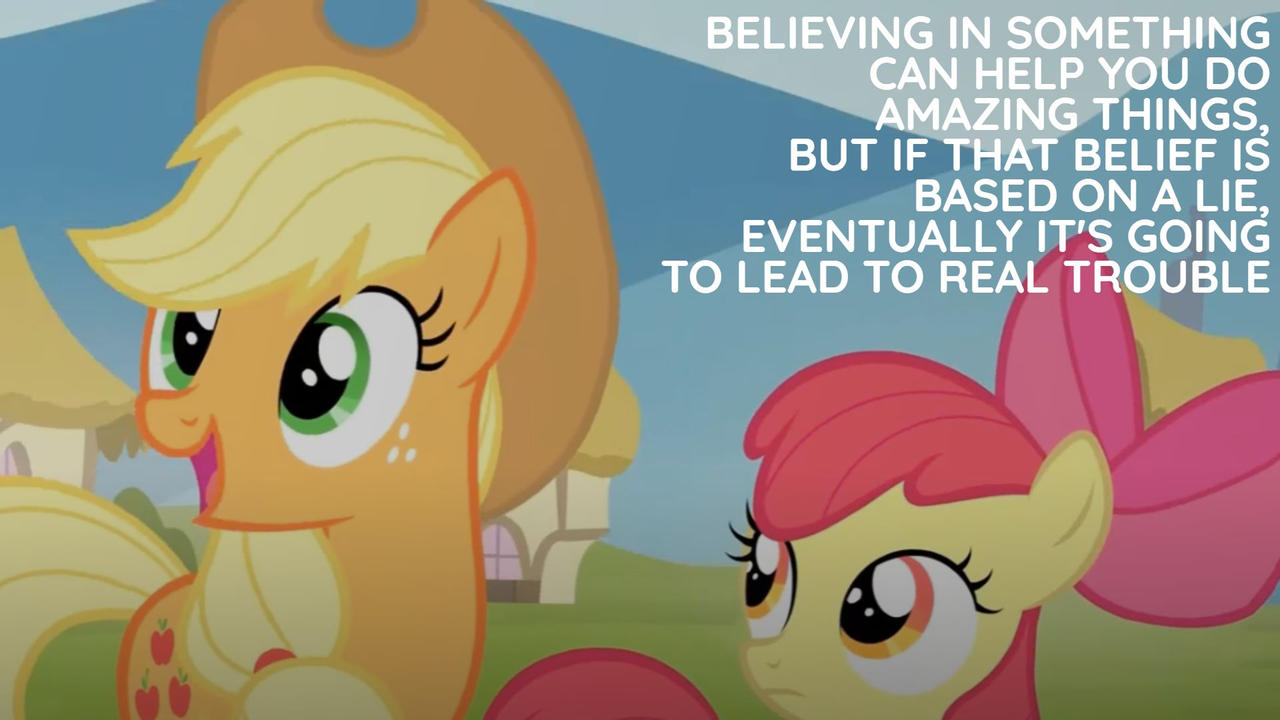 BELIEVING IN SOMETHING
CAN HELP YOU DO
AMAZING THINGS,
BUT IF THAT BELIEF IS
BASED ON A LIE,
EVENTUALLY IT'S GOING
TO LEAD TO REAL TROUBLE